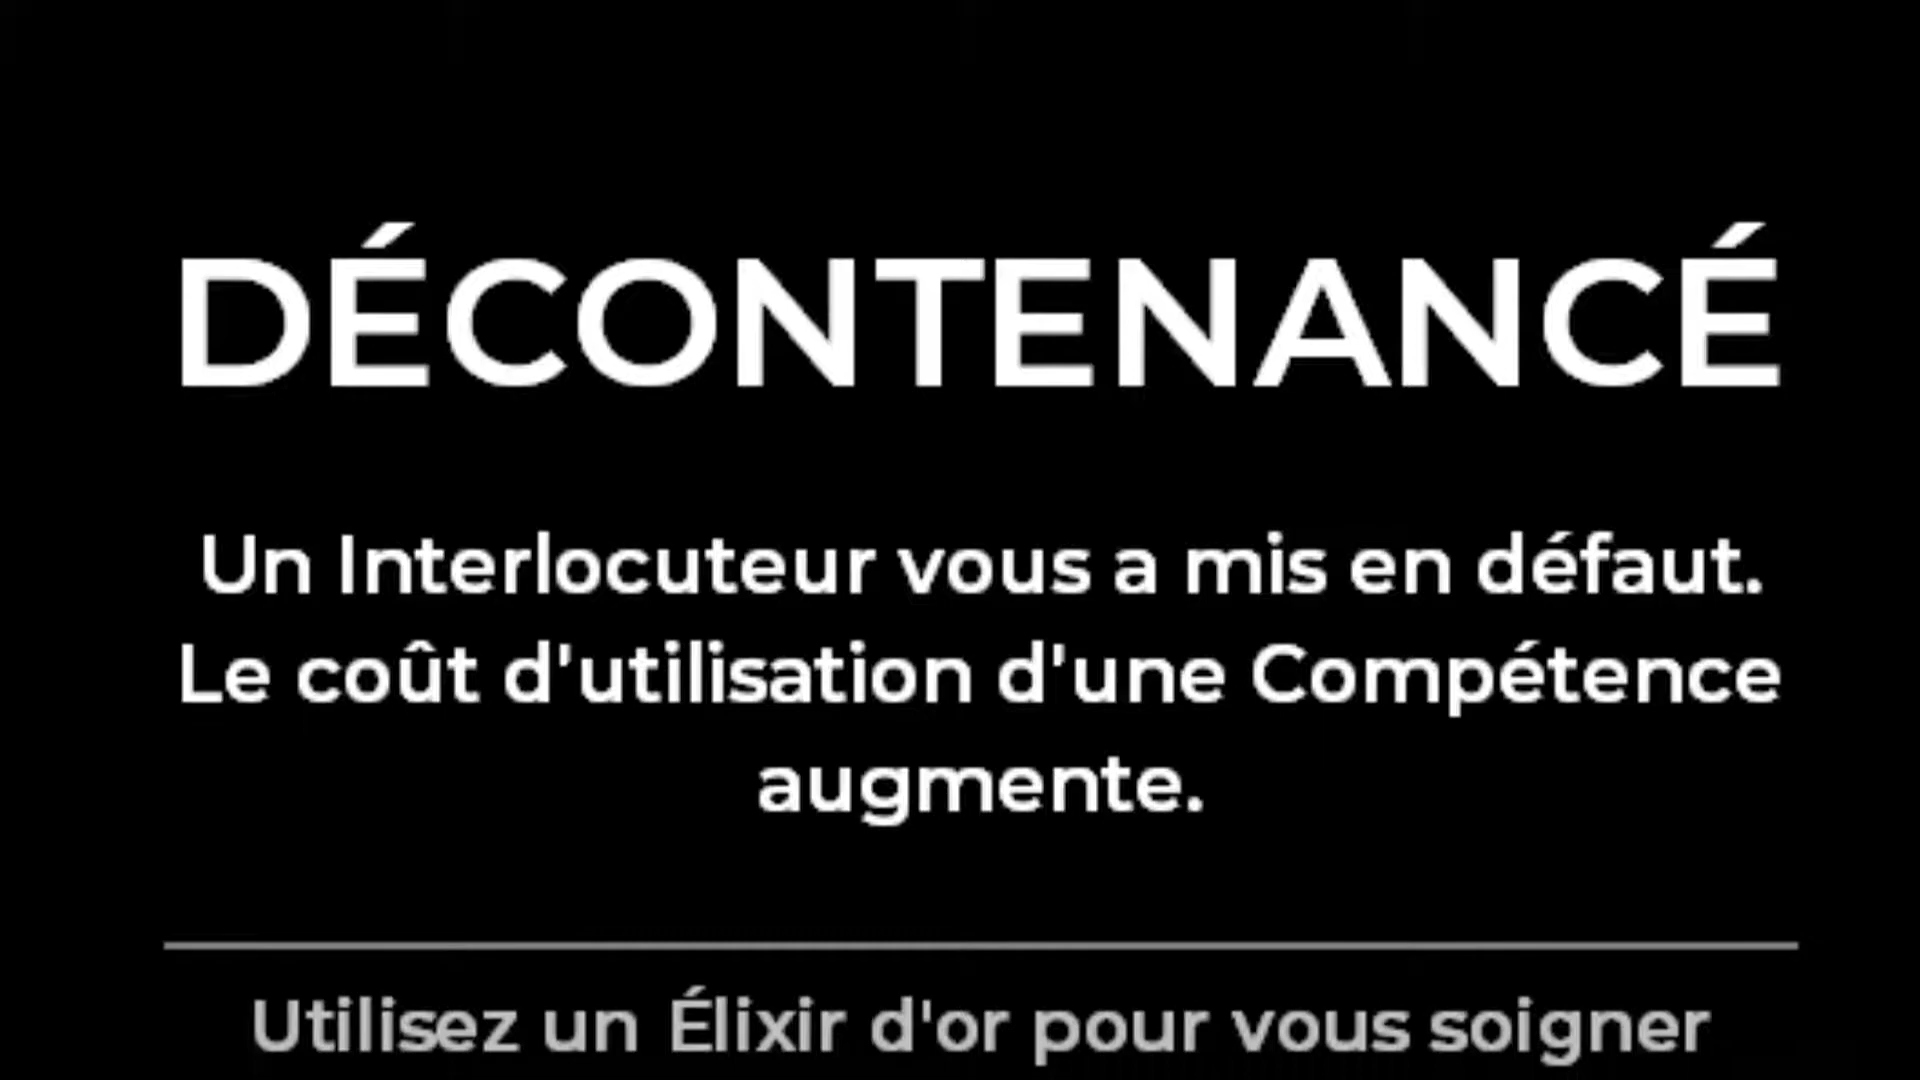 DÉCONTENANCÉ
Un Interlocuteur vous a mis en défaut.
Le coût d'utilisation d'une Compétence
augmente.
Utilisez un Élixir d'or pour vous soigner